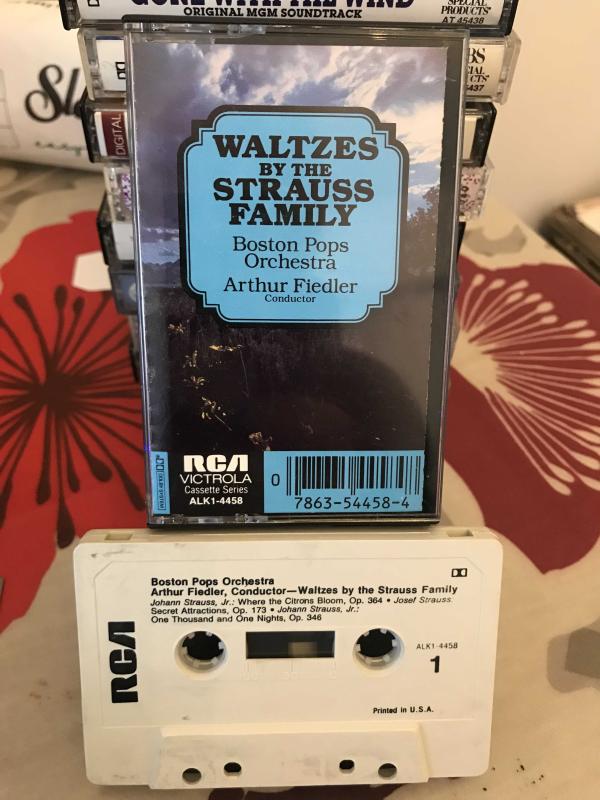 GONE WITH THE WIND
ORIGINAL MGM SOUNDTRACK
SPECIAL
PRODUCTS
AT 45438
DIGITAL
WALTZES
BY THE
STRAUSS
FAMILY
Boston Pops
Orchestra
Arthur Fiedler
Conductor
RCA
VICTROLA
Cassette Series
ALK1-4458
DOLBY SYSTEM
0 7863-54458-4
Boston Pops Orchestra
Arthur Fiedler, Conductor—Waltzes by the Strauss Family
Johann Strauss, Jr.: Where the Citrons Bloom, Op. 364 • Josef Strauss:
Secret Attractions, Op. 173 • Johann Strauss, Jr.:
One Thousand and One Nights, Op. 346
RCA
ALK1-4458
1
Printed in U.S.A.